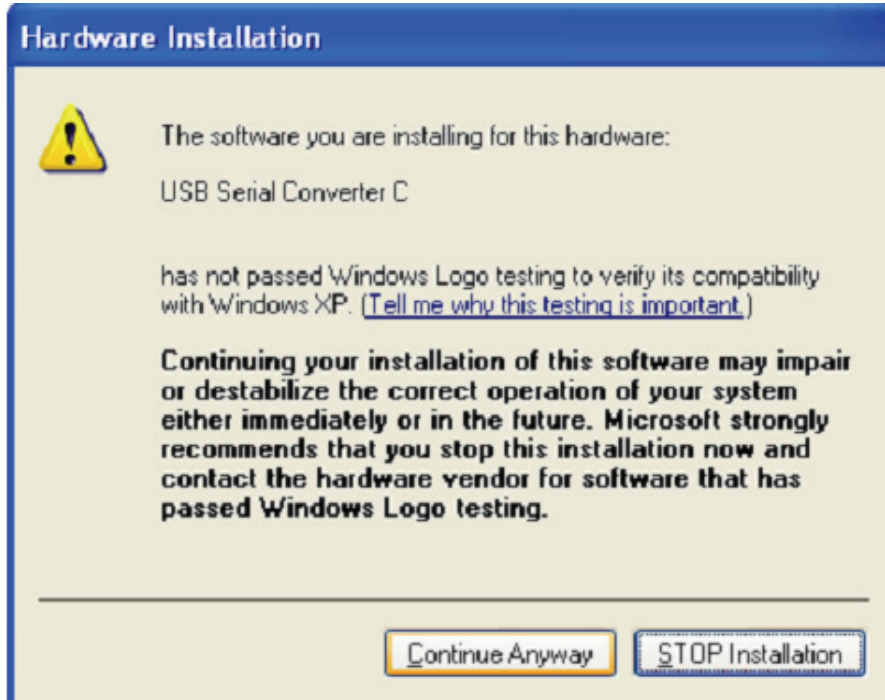 Hardware Installation
The software you are installing for this hardware:
USB Serial Converter C
has not passed Windows Logo testing to verify its compatibility
with Windows XP. (Tell me why this testing is important.)
Continuing your installation of this software may impair
or destabilize the correct operation of your system
either immediately or in the future. Microsoft strongly
recommends that you stop this installation now and
contact the hardware vendor for software that has
passed Windows Logo testing.
Continue Anyway
STOP Installation